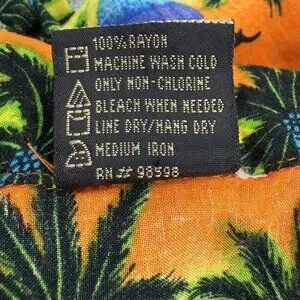 100% RAYON
MACHINE WASH COLD
ONLY NON-CHLORINE
BLEACH WHEN NEEDED
LINE DRY/HANG DRY
MEDIUM IRON
RN# 98598